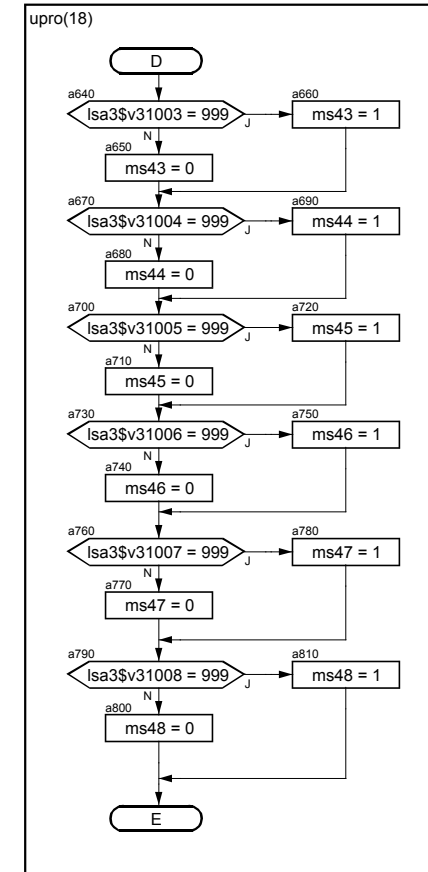 upro(18)
D
a640
lsa3$v31003 = 999
J
N
a660
ms43 = 1
a650
ms43 = 0
a670
lsa3$v31004 = 999
J
N
a690
ms44 = 1
a680
ms44 = 0
a700
lsa3$v31005 = 999
J
N
a720
ms45 = 1
a710
ms45 = 0
a730
lsa3$v31006 = 999
J
N
a750
ms46 = 1
a740
ms46 = 0
a760
lsa3$v31007 = 999
J
N
a780
ms47 = 1
a770
ms47 = 0
a790
lsa3$v31008 = 999
J
N
a810
ms48 = 1
a800
ms48 = 0
E